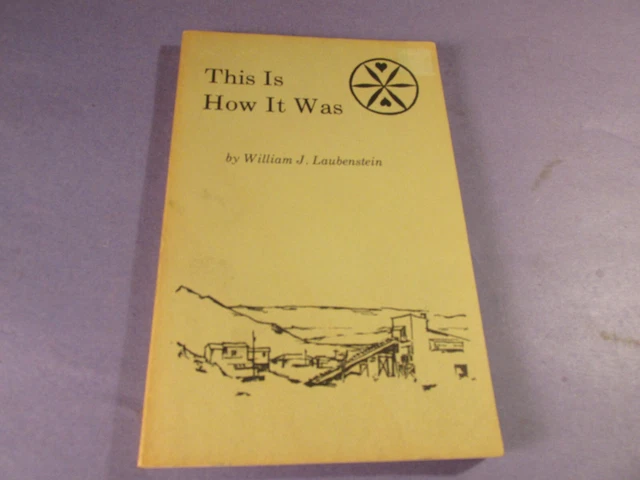 This Is
How It Was
by William J. Laubenstein